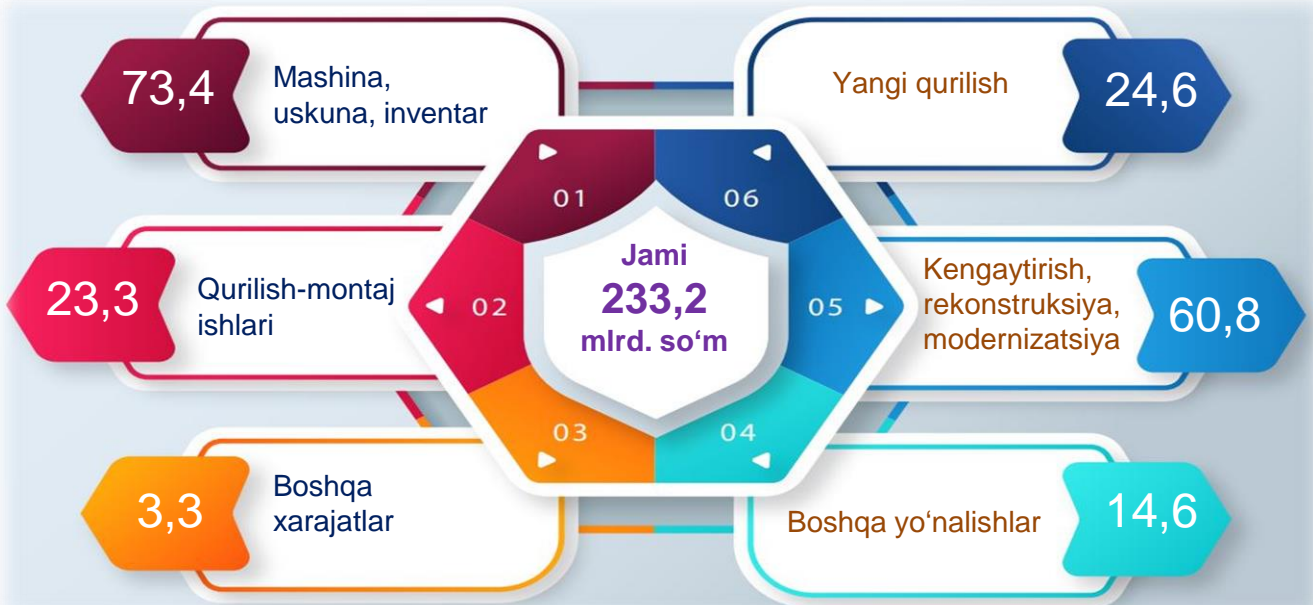 73,4
Mashina,
uskuna, inventar
Yangi qurilish
24,6
01
06
23,3
Qurilish-montaj
ishlari
02
Jami
233,2
mlrd. so‘m
05
Kengaytirish,
rekonstruksiya,
modernizatsiya
60,8
3,3
Boshqa
xarajatlar
03
04
Boshqa yo‘nalishlar
14,6